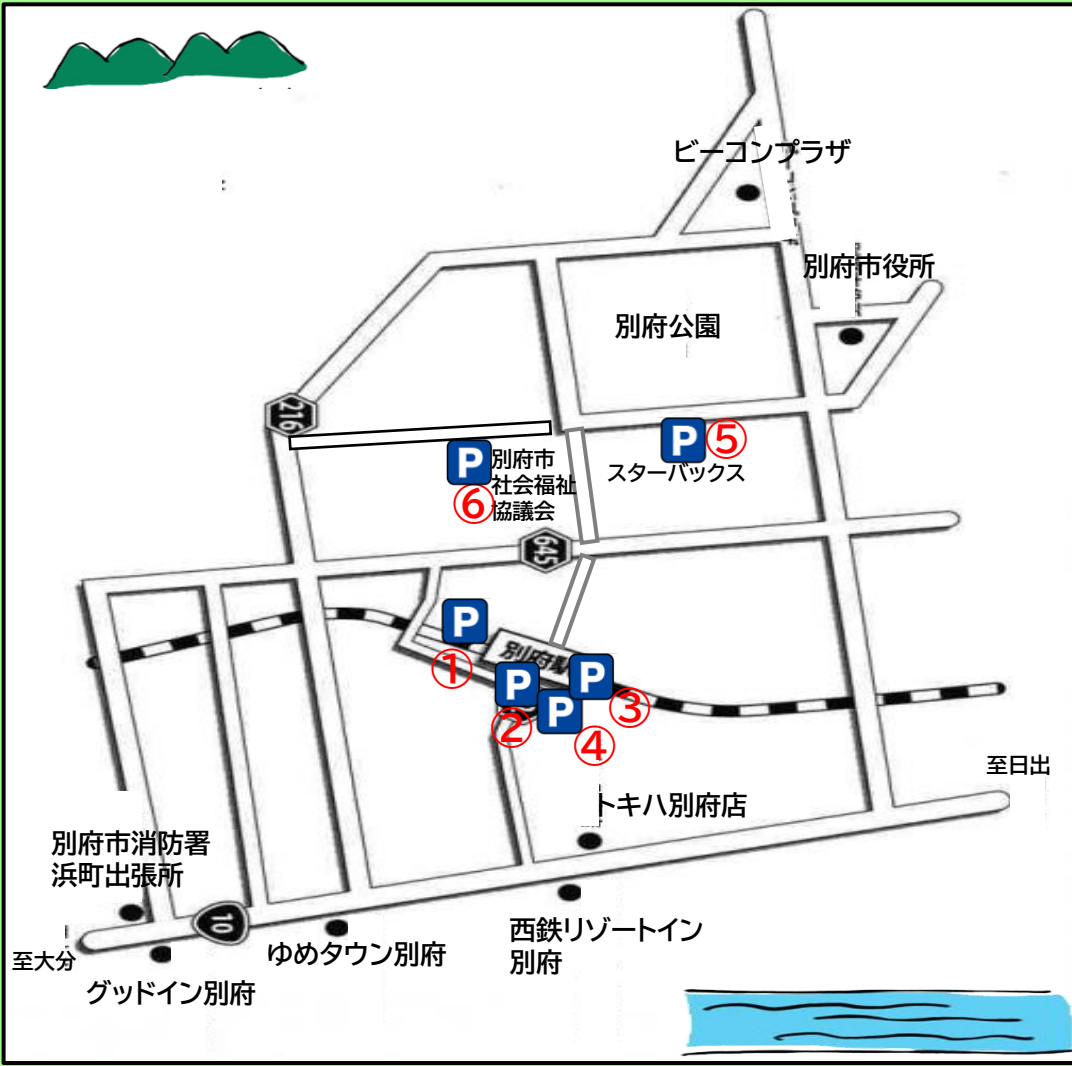 ビーコンプラザ
別府市役所
別府公園
216
P
⑤
スターバックス
P
別府市
社会福祉
協議会
⑥
645
P
①
別府駅
P
②
P
③
P
④
至日出
トキハ別府店
別府市消防署
浜町出張所
10
至大分
グッドイン別府
ゆめタウン別府
西鉄リゾートイン
別府